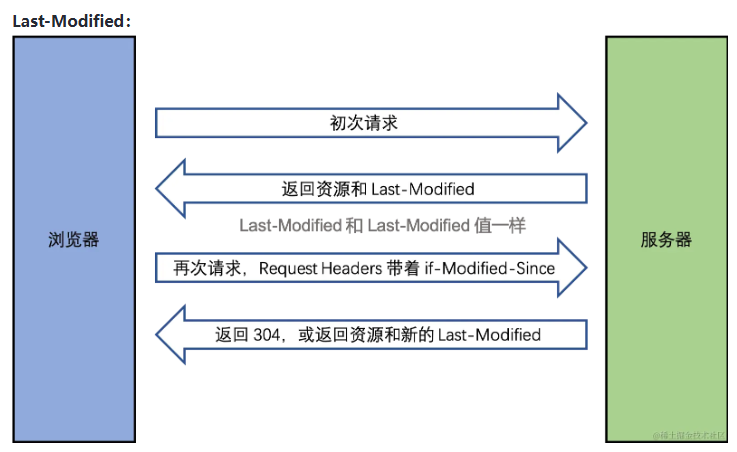 Last-Modified：
初次请求
返回资源和 Last-Modified
Last-Modified 和 Last-Modified 值一样
浏览器
服务器
再次请求，Request Headers 带着 if-Modified-Since
返回 304，或返回资源和新的 Last-Modified
@稀土掘金技术社区